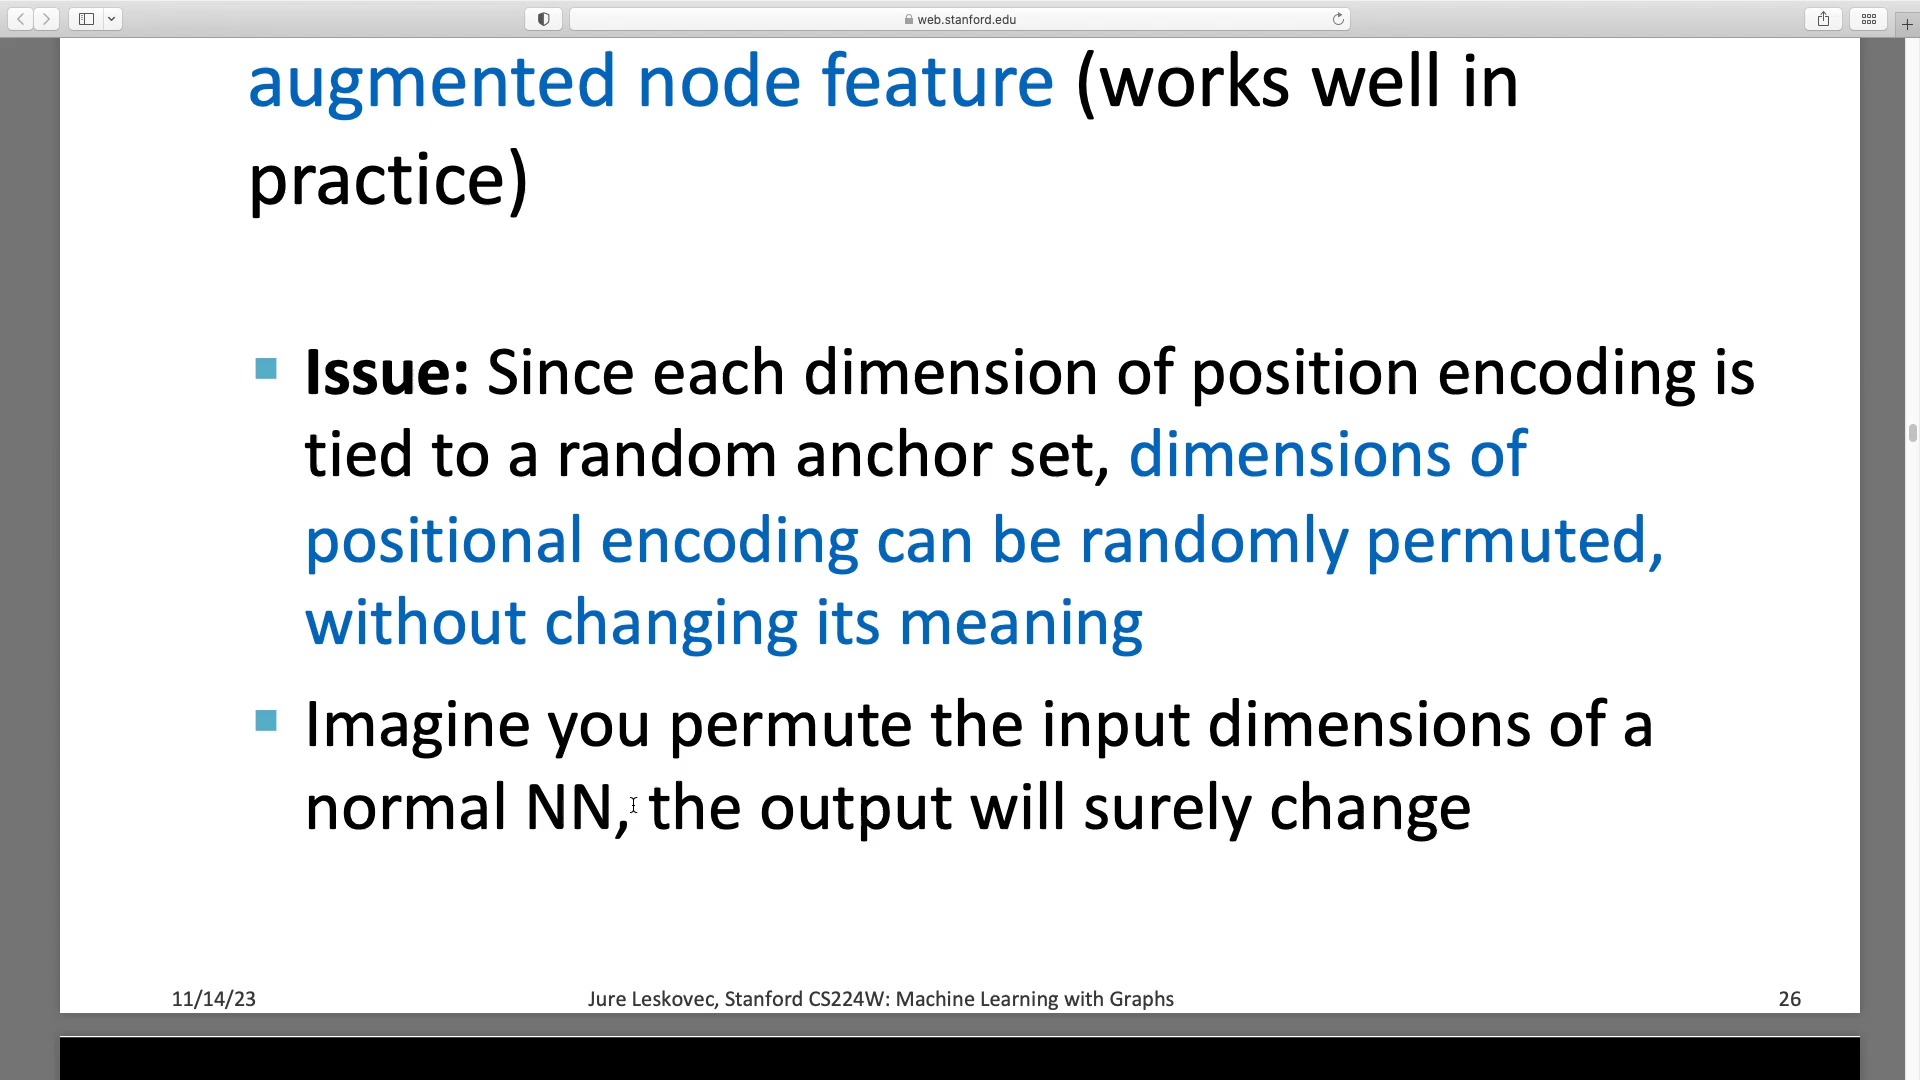 web.stanford.edu
augmented node feature (works well in
practice)
Issue: Since each dimension of position encoding is
tied to a random anchor set, dimensions of
positional encoding can be randomly permuted,
without changing its meaning
Imagine you permute the input dimensions of a
normal NN, the output will surely change
11/14/23
Jure Leskovec, Stanford CS224W: Machine Learning with Graphs
26